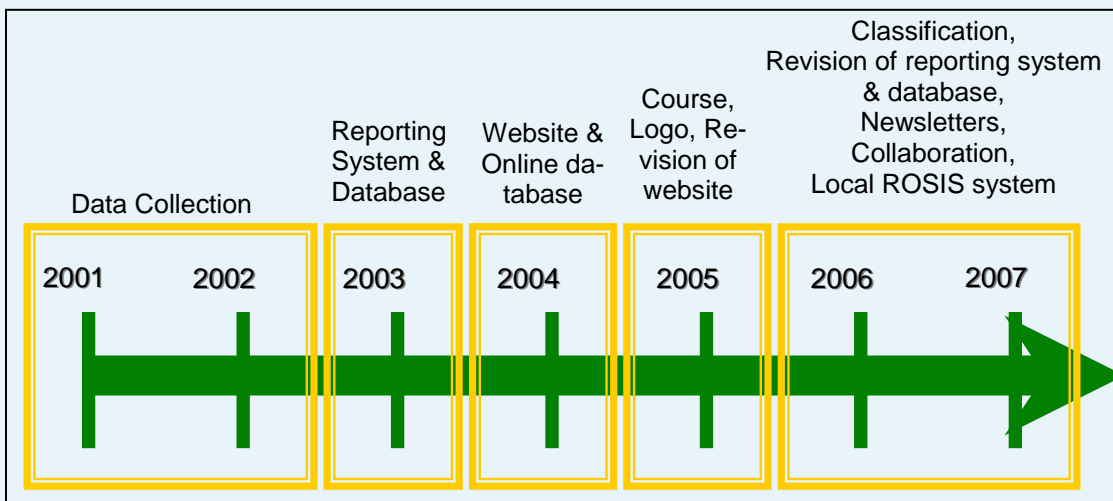 Data Collection
Reporting
System &
Database
Website &
Online da-
tabase
Course,
Logo, Re-
vision of
website
Classification,
Revision of reporting system
& database,
Newsletters,
Collaboration,
Local ROSIS system
2001 2002 2003 2004 2005 2006 2007